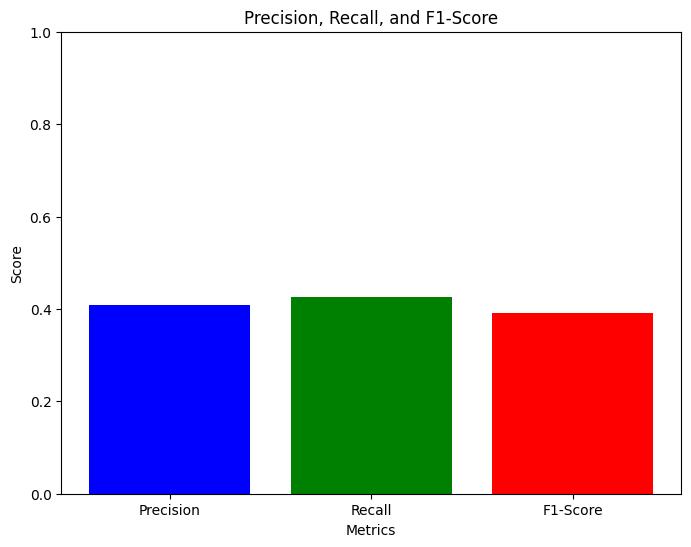 Precision, Recall, and F1-Score
1.0
0.8
0.6
0.4
0.2
0.0
Score
Precision
Recall
F1-Score
Metrics